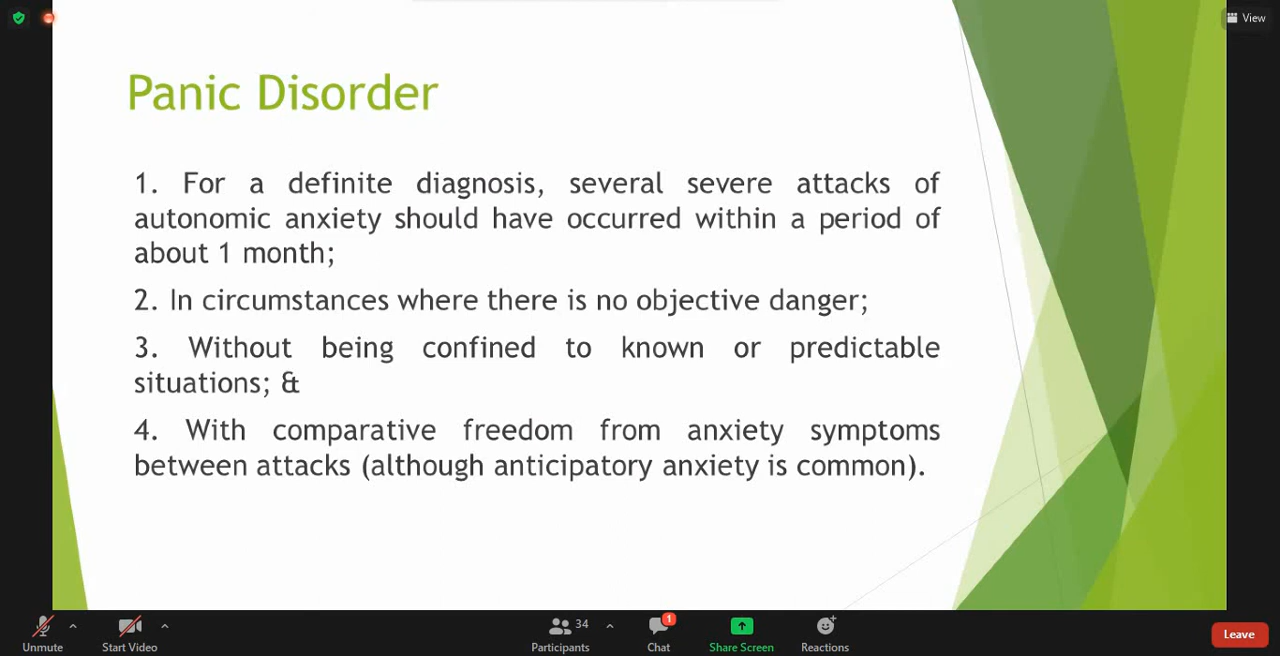 View
Panic Disorder
1. For a definite diagnosis, several severe attacks of
autonomic anxiety should have occurred within a period of
about 1 month;
2. In circumstances where there is no objective danger;
3. Without being confined to known or predictable
situations; &
4. With comparative freedom from anxiety symptoms
between attacks (although anticipatory anxiety is common).
Unmute
Start Video
34
Participants
1
Chat
Share Screen
Reactions
Leave